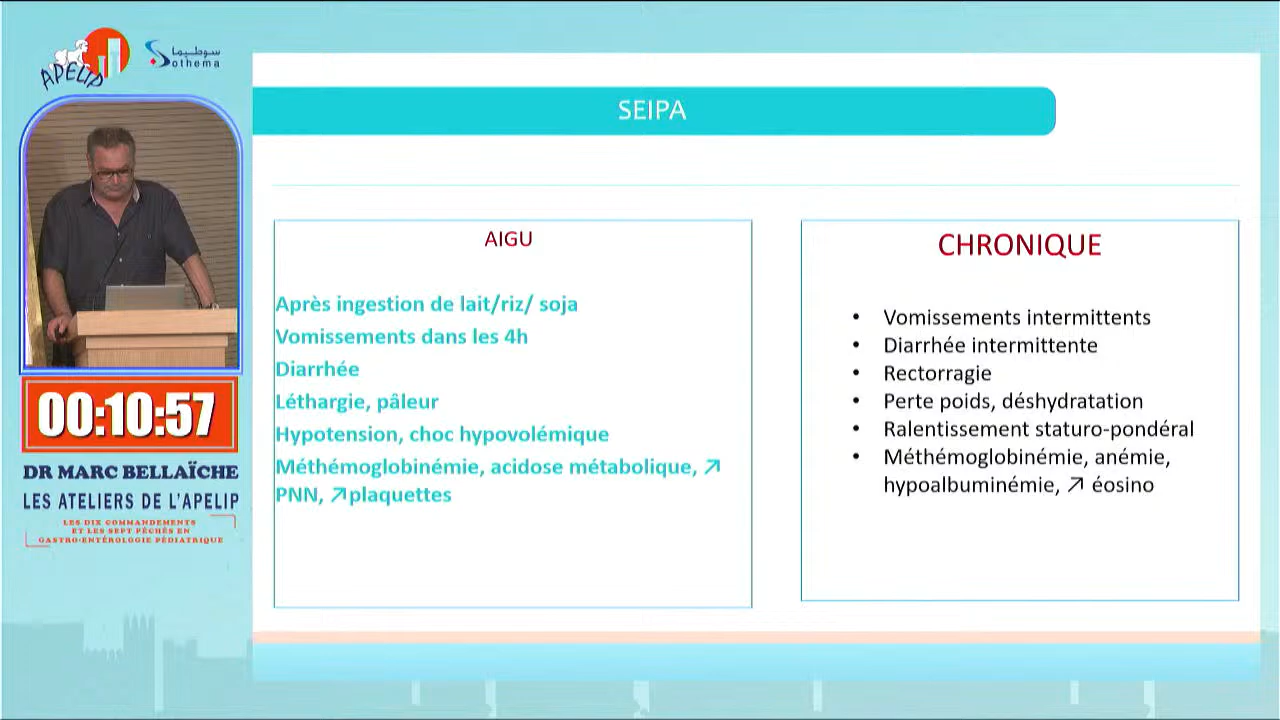 APELIP
سوطيما
Sothema
00:10:57
DR MARC BELLAÏCHE
LES ATELIERS DE L'APELIP
LES DIX COMMANDEMENTS
ET LES SEPT PÉCHÉS EN
GASTRO-ENTÉROLOGIE PÉDIATRIQUE
SEIPA
AIGU
Après ingestion de lait/riz/ soja
Vomissements dans les 4h
Diarrhée
Léthargie, pâleur
Hypotension, choc hypovolémique
Méthémoglobinémie, acidose métabolique, ↗
PNN, ↗plaquettes
CHRONIQUE
• Vomissements intermittents
• Diarrhée intermittente
• Rectorragie
• Perte poids, déshydratation
• Ralentissement staturo-pondéral
• Méthémoglobinémie, anémie,
hypoalbuminémie, ↗ éosino